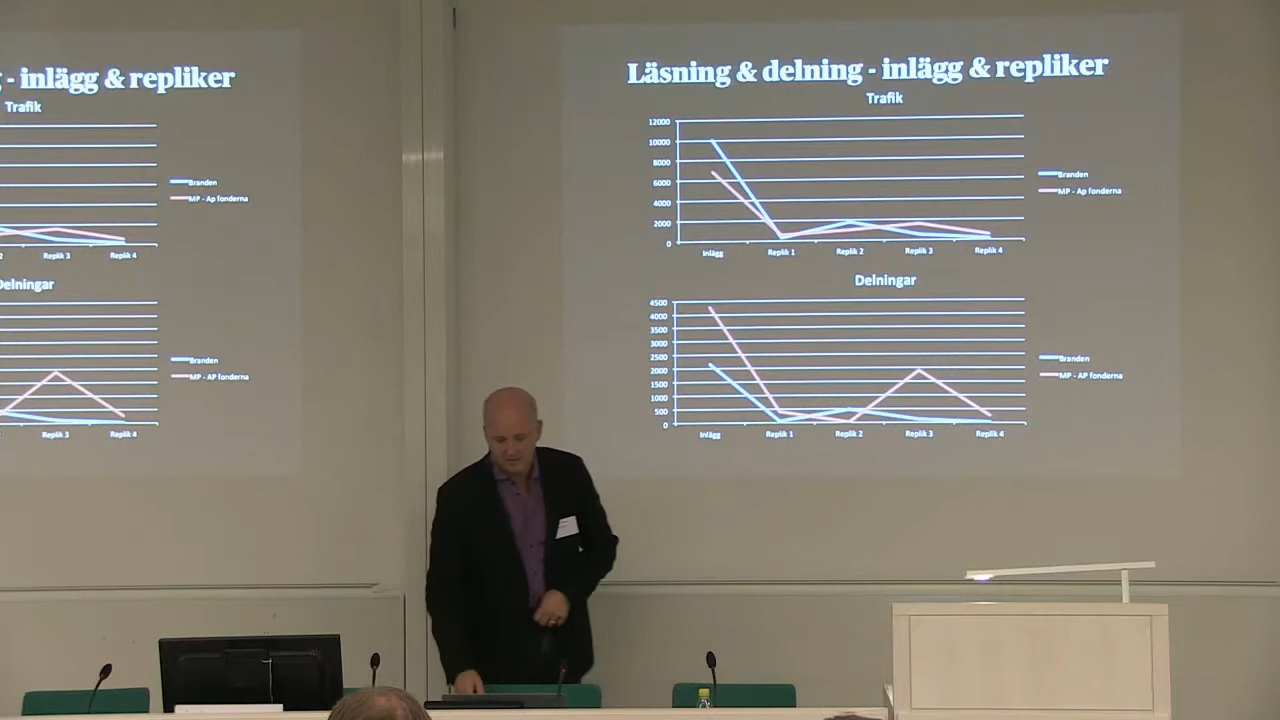 g - inlägg & repliker
Trafik
Branden
MP - Ap fonderna
2
Replik 3
Replik 4
Delningar
Branden
MP - AP fonderna
Replik 3
Replik 4
Läsning & delning - inlägg & repliker
Trafik
12000
10000
8000
6000
4000
2000
0
Inlägg
Replik 1
Replik 2
Replik 3
Replik 4
Branden
MP - Ap fonderna
Delningar
4500
4000
3500
3000
2500
2000
1500
1000
500
0
Inlägg
Replik 1
Replik 2
Replik 3
Replik 4
Branden
MP - AP fonderna